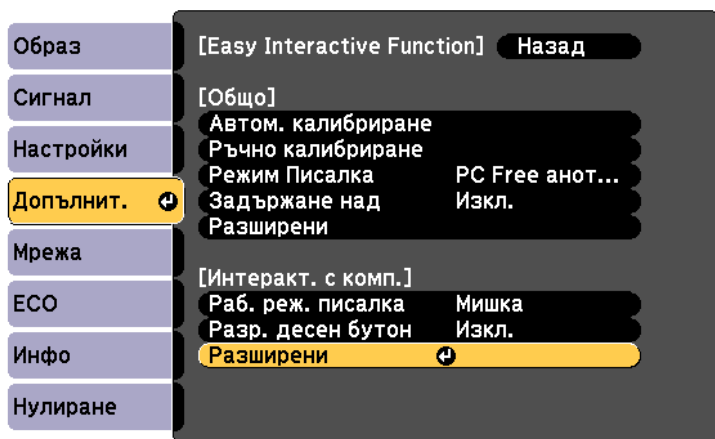 Образ
Сигнал
Настройки
Допълнит.
Мрежа
ECO
Инфо
Нулиране
[Easy Interactive Function] Назад
[Общо]
Автом. калибриране
Ръчно калибриране
Режим Писалка PC Free анот...
Задържане над Изкл.
Разширени
[Интеракт. с комп.]
Раб. реж. писалка Мишка
Разр. десен бутон Изкл.
Разширени